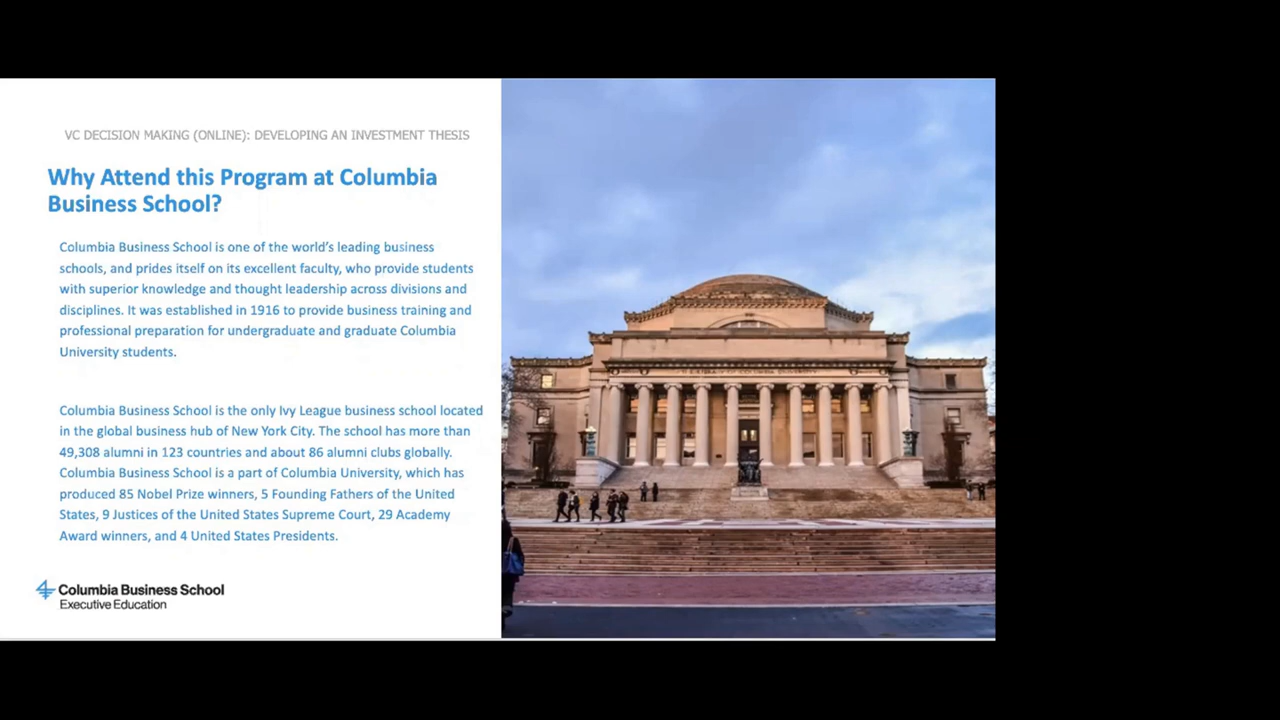 VC DECISION MAKING (ONLINE): DEVELOPING AN INVESTMENT THESIS
Why Attend this Program at Columbia
Business School?
Columbia Business School is one of the world's leading business
schools, and prides itself on its excellent faculty, who provide students
with superior knowledge and thought leadership across divisions and
disciplines. It was established in 1916 to provide business training and
professional preparation for undergraduate and graduate Columbia
University students.
Columbia Business School is the only Ivy League business school located
in the global business hub of New York City. The school has more than
49,308 alumni in 123 countries and about 86 alumni clubs globally.
Columbia Business School is a part of Columbia University, which has
produced 85 Nobel Prize winners, 5 Founding Fathers of the United
States, 9 Justices of the United States Supreme Court, 29 Academy
Award winners, and 4 United States Presidents.
Columbia Business School
Executive Education
OF COLUMBIA UNIVERSITY